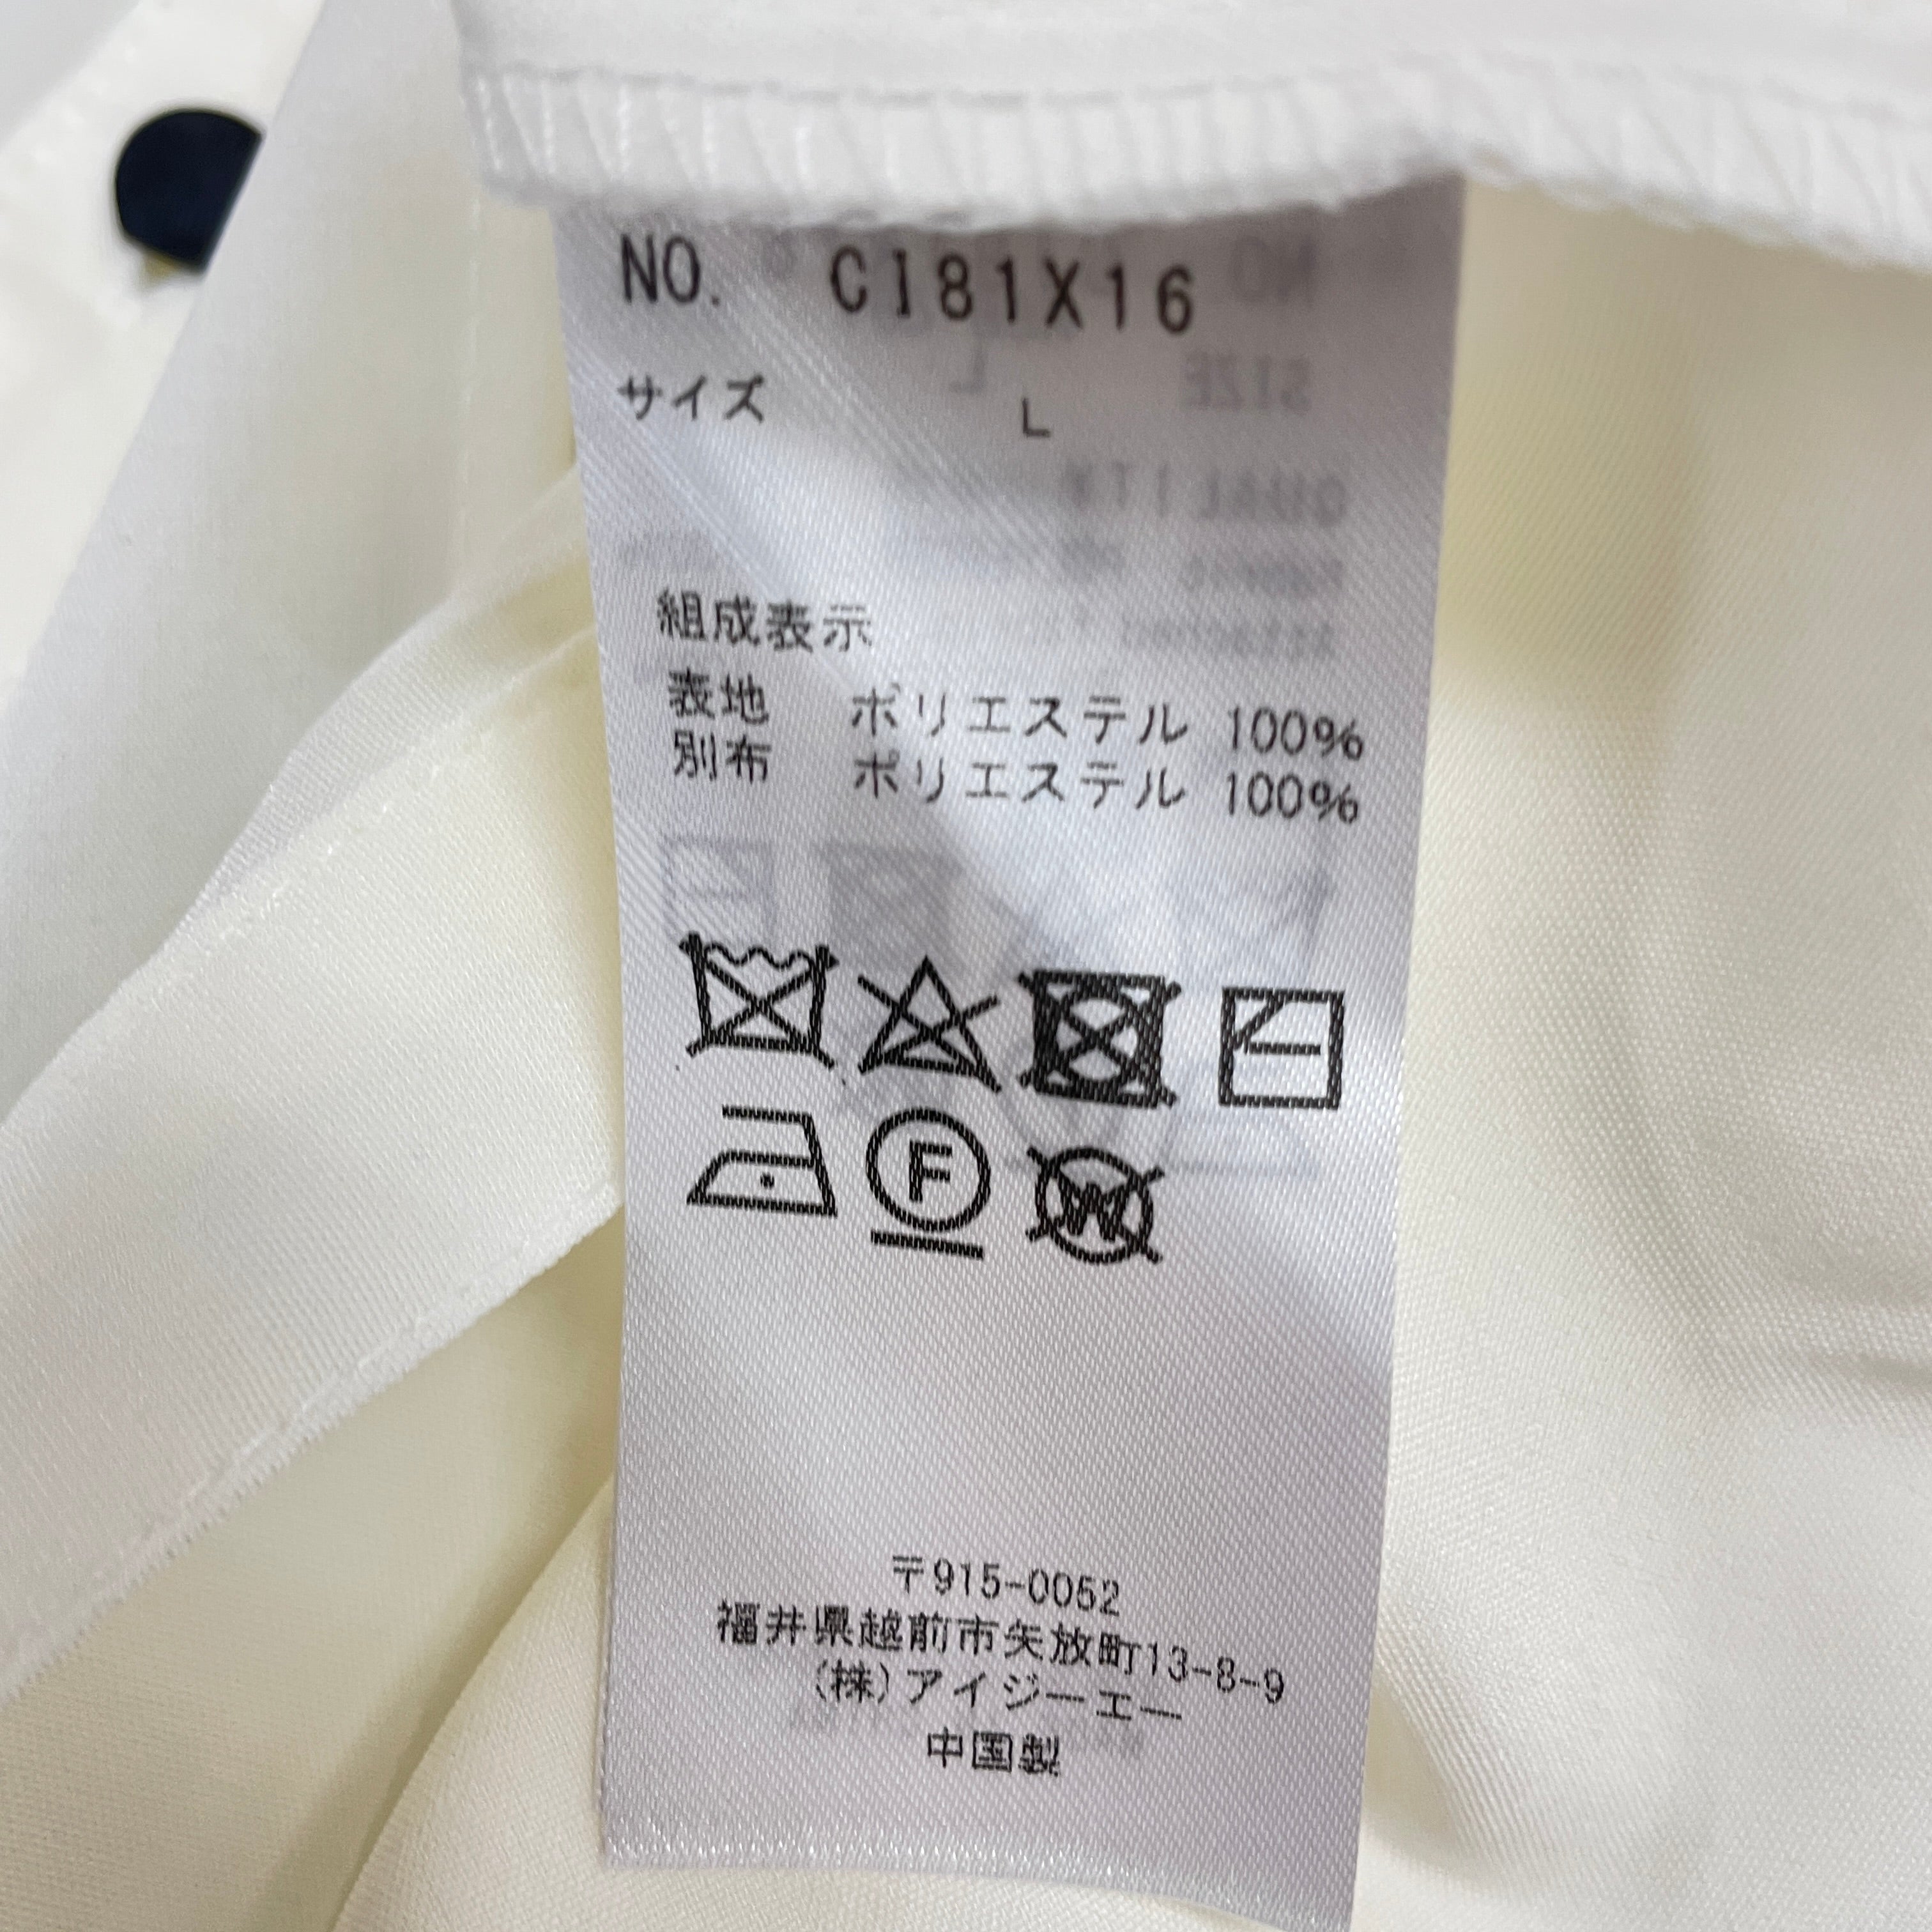 NO. CI81X16
サイズ L
組成表示
表地 ポリエステル 100%
別布 ポリエステル 100%
F
W
〒915-0052
福井県越前市矢放町13-8-9
(株)アイジーエー
中国製